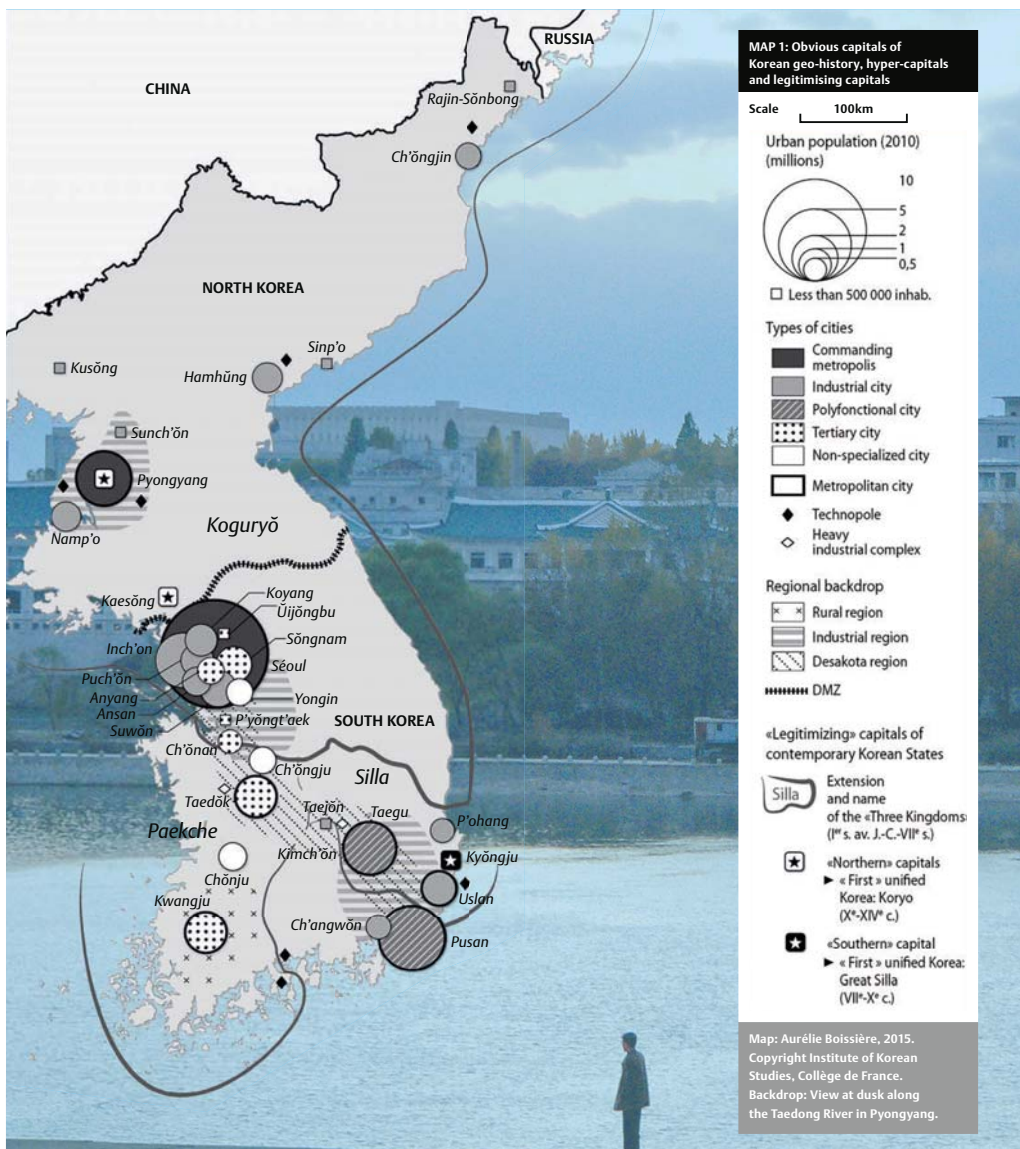 RUSSIA
CHINA
Rajin-Sŏnbong
Ch'ŏngjin
NORTH KOREA
Sinp'o
Kusŏng
Hamhŭng
Sunch'ŏn
Pyongyang
Namp'o
Koguryŏ
Kaesŏng
Koyang
Ŭijŏngbu
Sŏngnam
Inch'on
Séoul
Puch'ŏn
Anyang
Ansan
Suwŏn
Yongin
P'yŏngt'aek
SOUTH KOREA
Ch'ŏnan
Ch'ŏngju
Silla
Taedŏk
Taejŏn
Taegu
P'ohang
Paekche
Kimch'ŏn
Kyŏngju
Chŏnju
Uslan
Kwangju
Ch'angwŏn
Pusan
MAP 1: Obvious capitals of
Korean geo-history, hyper-capitals
and legitimising capitals
Scale 100km
Urban population (2010)
(millions)
10
5
2
1
0,5
Less than 500 000 inhab.
Types of cities
Commanding
metropolis
Industrial city
Polyfonctional city
Tertiary city
Non-specialized city
Metropolitan city
Technopole
Heavy
industrial complex
Regional backdrop
Rural region
Industrial region
Desakota region
DMZ
«Legitimizing» capitals of
contemporary Korean States
Silla
Extension
and name
of the «Three Kingdoms
(Iᵉʳ s. av. J.-C.-VIIᵉ s.)
«Northern» capitals
► « First » unified
Korea: Koryo
(Xᵉ-XIVᵉ c.)
«Southern» capital
► « First » unified Korea:
Great Silla
(VIIᵉ-Xᵉ c.)
Map: Aurélie Boissière, 2015.
Copyright Institute of Korean
Studies, Collège de France.
Backdrop: View at dusk along
the Taedong River in Pyongyang.